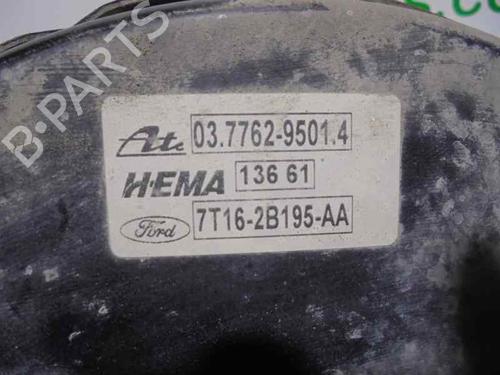 B-PARTS
Ate 03.7762-9501.4
HEMA 136 61
Ford 7T16-2B195-AA